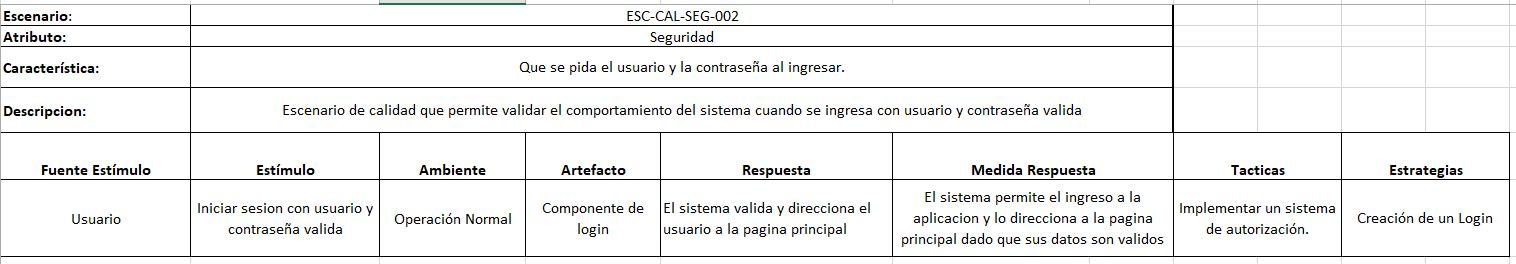 Escenario: ESC-CAL-SEG-002
Atributo: Seguridad
Característica: Que se pida el usuario y la contraseña al ingresar.
Descripcion: Escenario de calidad que permite validar el comportamiento del sistema cuando se ingresa con usuario y contraseña valida
Fuente Estímulo Estímulo Ambiente Artefacto Respuesta Medida Respuesta Tacticas Estrategias
Usuario
Iniciar sesion con usuario y
contraseña valida
Operación Normal
Componente de
login
El sistema valida y direcciona el
usuario a la pagina principal
El sistema permite el ingreso a la
aplicacion y lo direcciona a la pagina
principal dado que sus datos son validos
Implementar un sistema
de autorización.
Creación de un Login